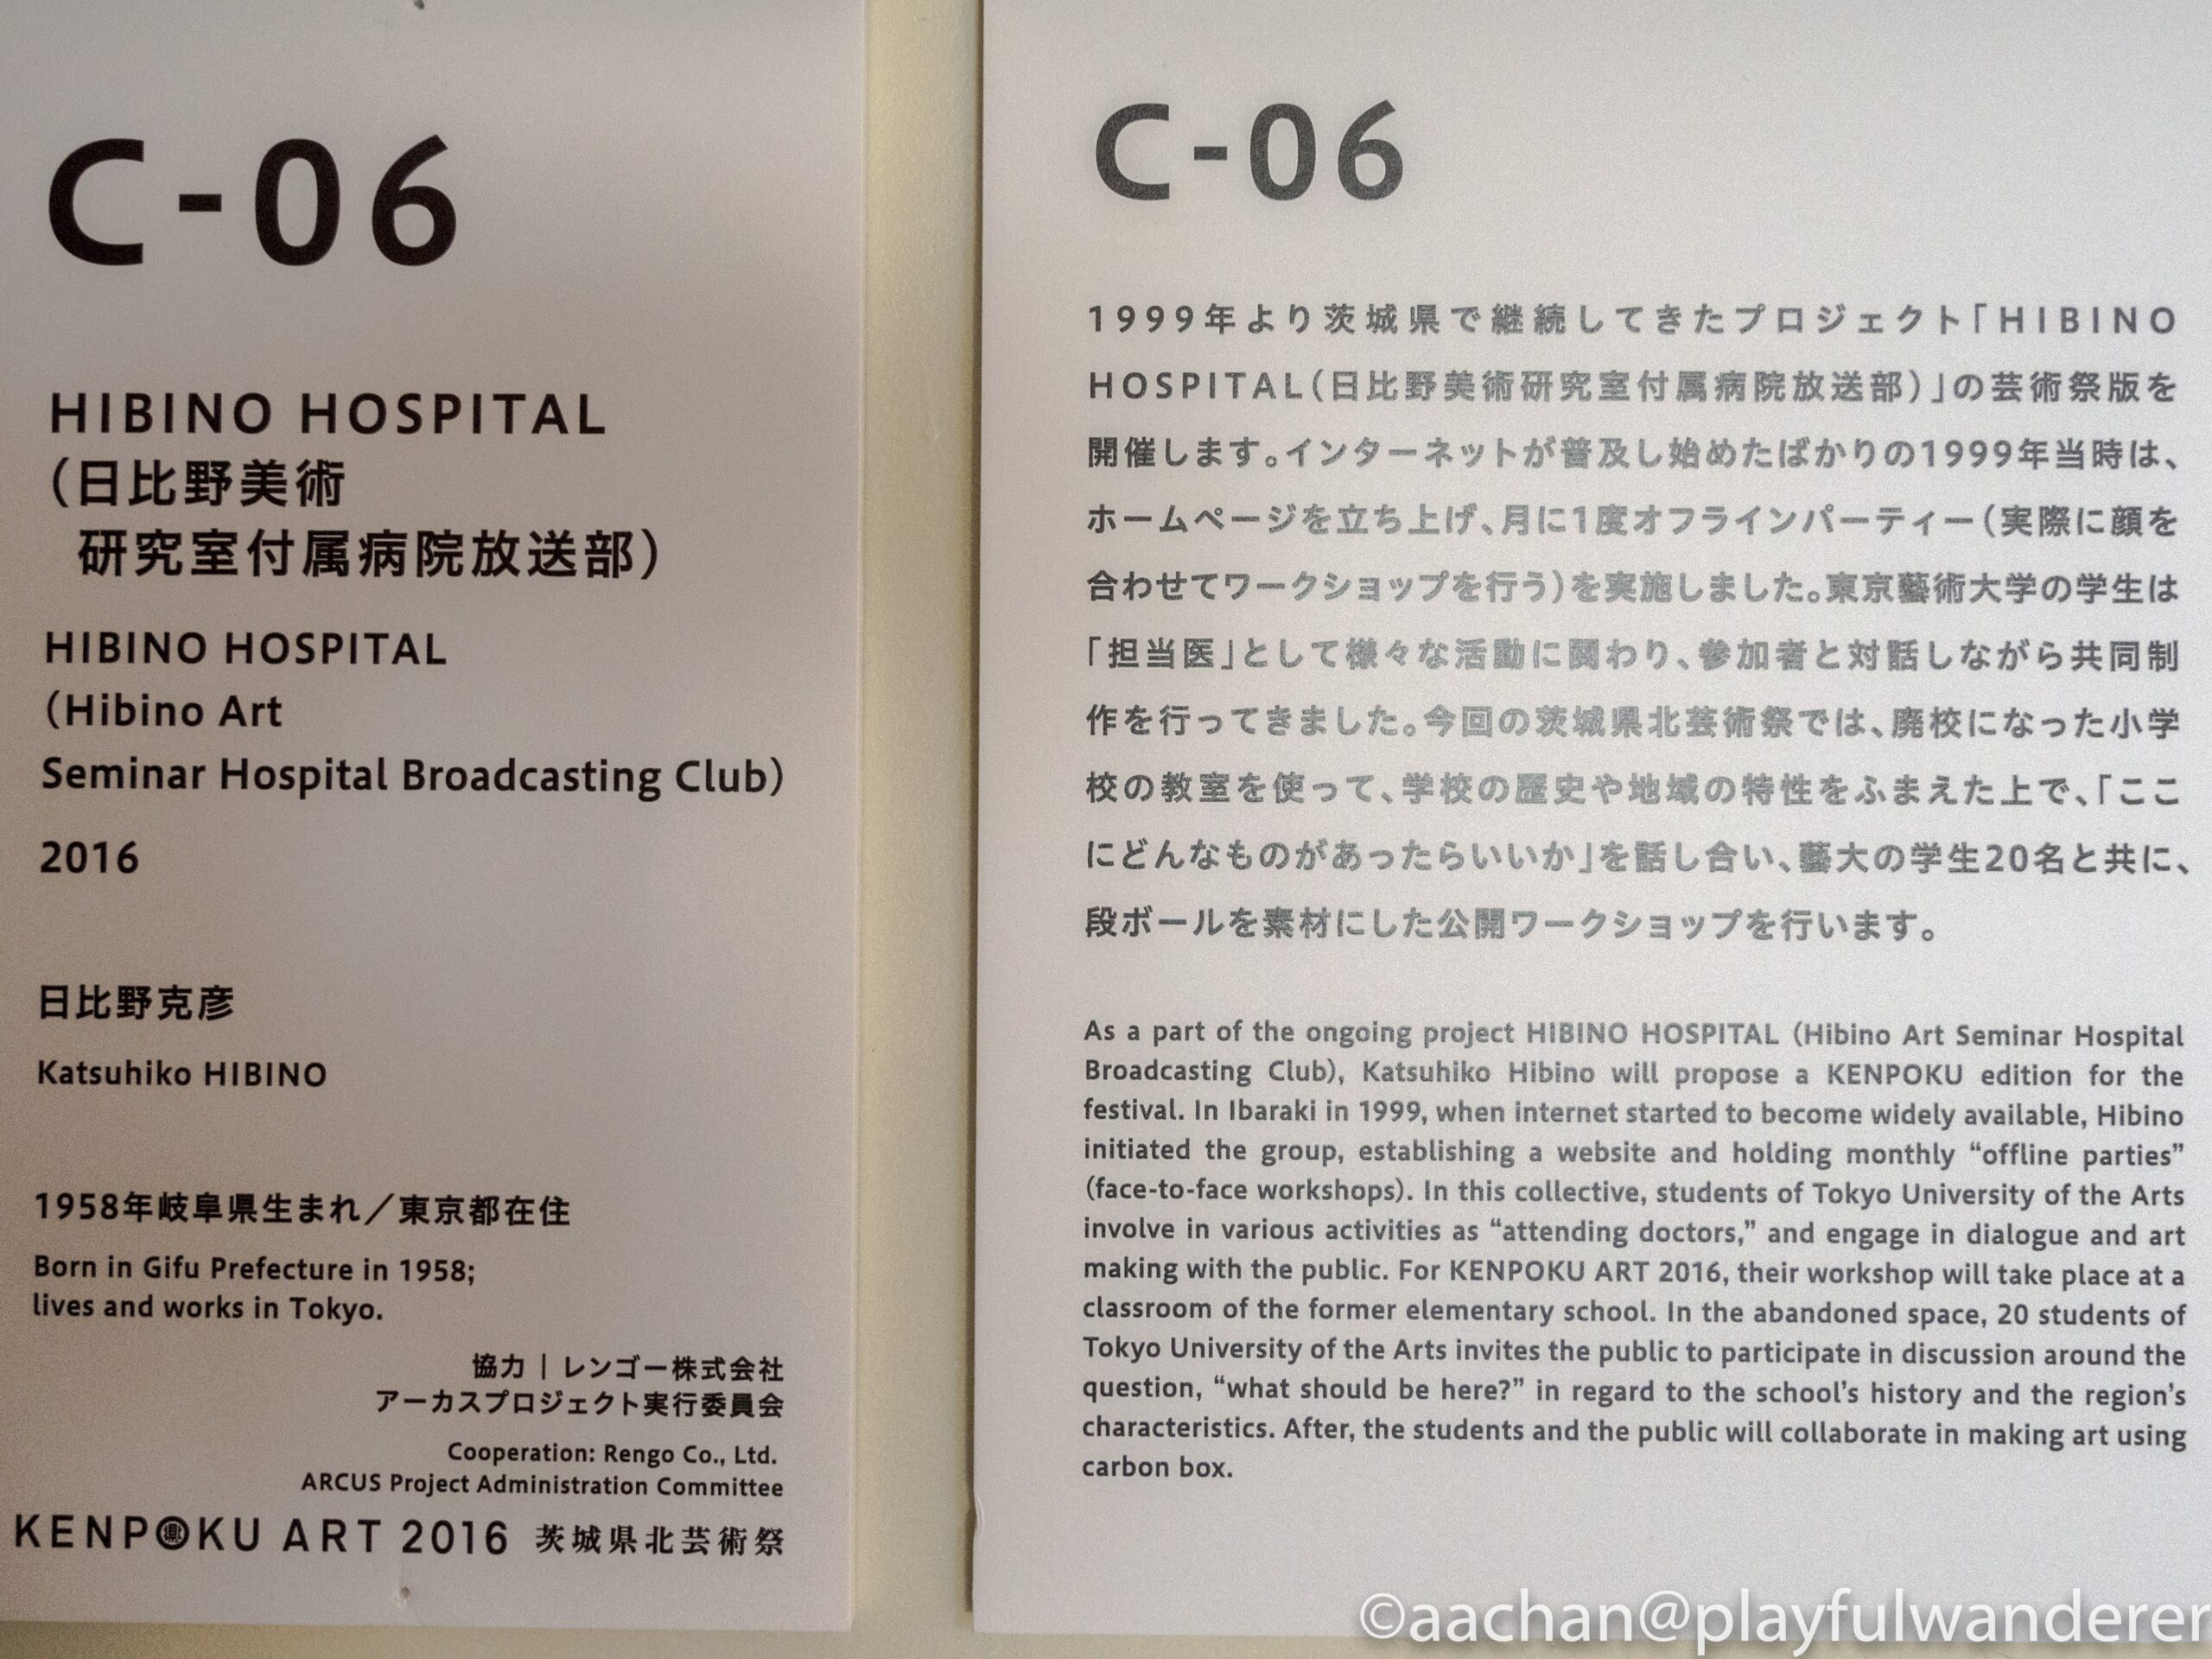 C-06
HIBINO HOSPITAL
（日比野美術
研究室付属病院放送部）
HIBINO HOSPITAL
（Hibino Art
Seminar Hospital Broadcasting Club）
2016
日比野克彦
Katsuhiko HIBINO
1958年岐阜県生まれ／東京都在住
Born in Gifu Prefecture in 1958;
lives and works in Tokyo.
協力｜レンゴー株式会社
アーカスプロジェクト実行委員会
Cooperation: Rengo Co., Ltd.
ARCUS Project Administration Committee
KENPOKU ART 2016 茨城県北芸術祭
C-06
1999年より茨城県で継続してきたプロジェクト「HIBINO
HOSPITAL（日比野美術研究室付属病院放送部）」の芸術祭版を
開催します。インターネットが普及し始めたばかりの1999年当時は、
ホームページを立ち上げ、月に1度オフラインパーティー（実際に顔を
合わせてワークショップを行う）を実施しました。東京藝術大学の学生は
「担当医」として様々な活動に関わり、参加者と対話しながら共同制
作を行ってきました。今回の茨城県北芸術祭では、廃校になった小学
校の教室を使って、学校の歴史や地域の特性をふまえた上で、「ここ
にどんなものがあったらいいか」を話し合い、藝大の学生20名と共に、
段ボールを素材にした公開ワークショップを行います。
As a part of the ongoing project HIBINO HOSPITAL (Hibino Art Seminar Hospital
Broadcasting Club), Katsuhiko Hibino will propose a KENPOKU edition for the
festival. In Ibaraki in 1999, when internet started to become widely available, Hibino
initiated the group, establishing a website and holding monthly “offline parties”
(face-to-face workshops). In this collective, students of Tokyo University of the Arts
involve in various activities as “attending doctors,” and engage in dialogue and art
making with the public. For KENPOKU ART 2016, their workshop will take place at a
classroom of the former elementary school. In the abandoned space, 20 students of
Tokyo University of the Arts invites the public to participate in discussion around the
question, “what should be here?” in regard to the school’s history and the region’s
characteristics. After, the students and the public will collaborate in making art using
carbon box.
©aachan@playfulwanderer